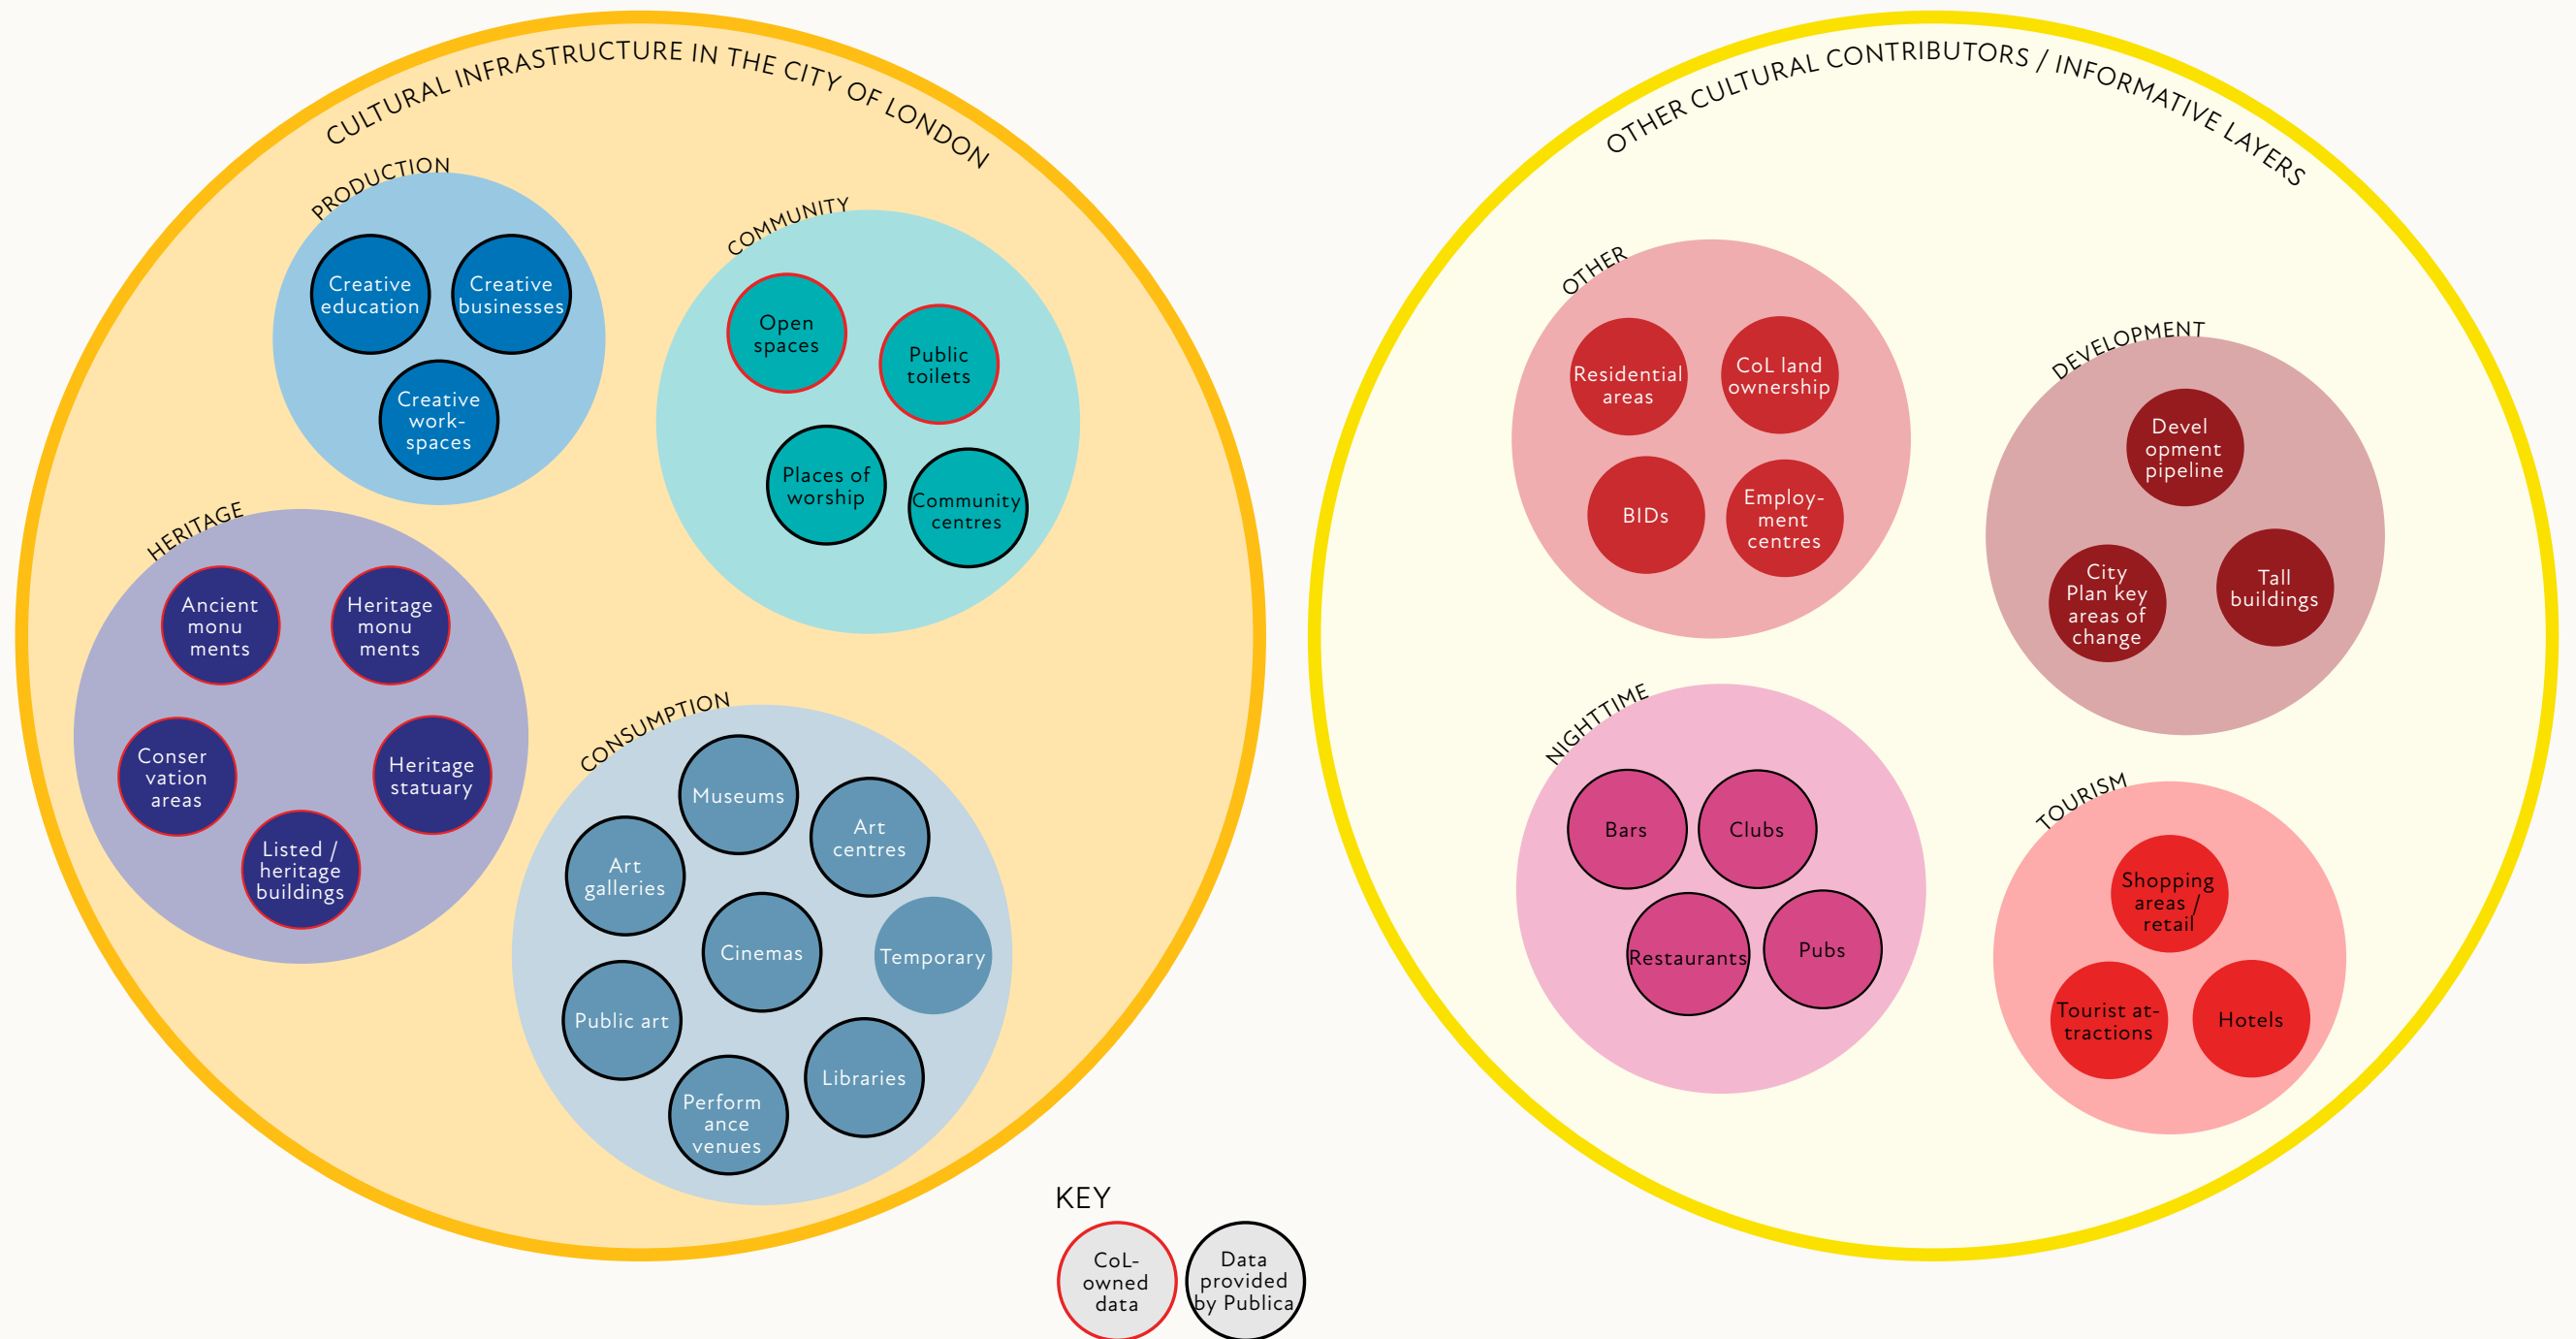 CULTURAL INFRASTRUCTURE IN THE CITY OF LONDON
PRODUCTION
Creative
education
Creative
businesses
Creative
work-
spaces
COMMUNITY
Open
spaces
Public
toilets
Places of
worship
Community
centres
HERITAGE
Ancient
monu
ments
Heritage
monu
ments
Conser
vation
areas
Heritage
statuary
Listed /
heritage
buildings
CONSUMPTION
Museums
Art
centres
Art
galleries
Cinemas
Temporary
Public art
Libraries
Perform
ance
venues
OTHER CULTURAL CONTRIBUTORS / INFORMATIVE LAYERS
OTHER
Residential
areas
CoL land
ownership
BIDs
Employ-
ment
centres
DEVELOPMENT
Devel
opment
pipeline
City
Plan key
areas of
change
Tall
buildings
NIGHTTIME
Bars
Clubs
Restaurants
Pubs
TOURISM
Shopping
areas /
retail
Tourist at-
tractions
Hotels
KEY
CoL-
owned
data
Data
provided
by Publica